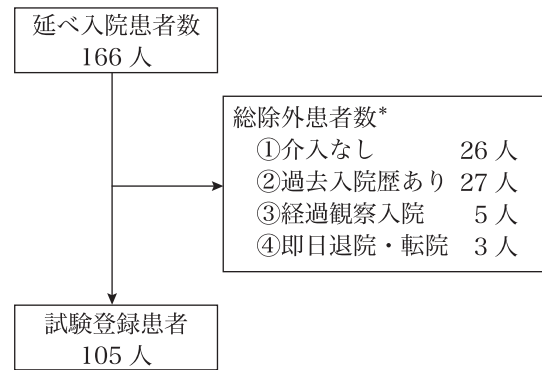 延べ入院患者数
166 人
総除外患者数*
①介入なし 26 人
②過去入院歴あり 27 人
③経過観察入院 5 人
④即日退院・転院 3 人
試験登録患者
105 人